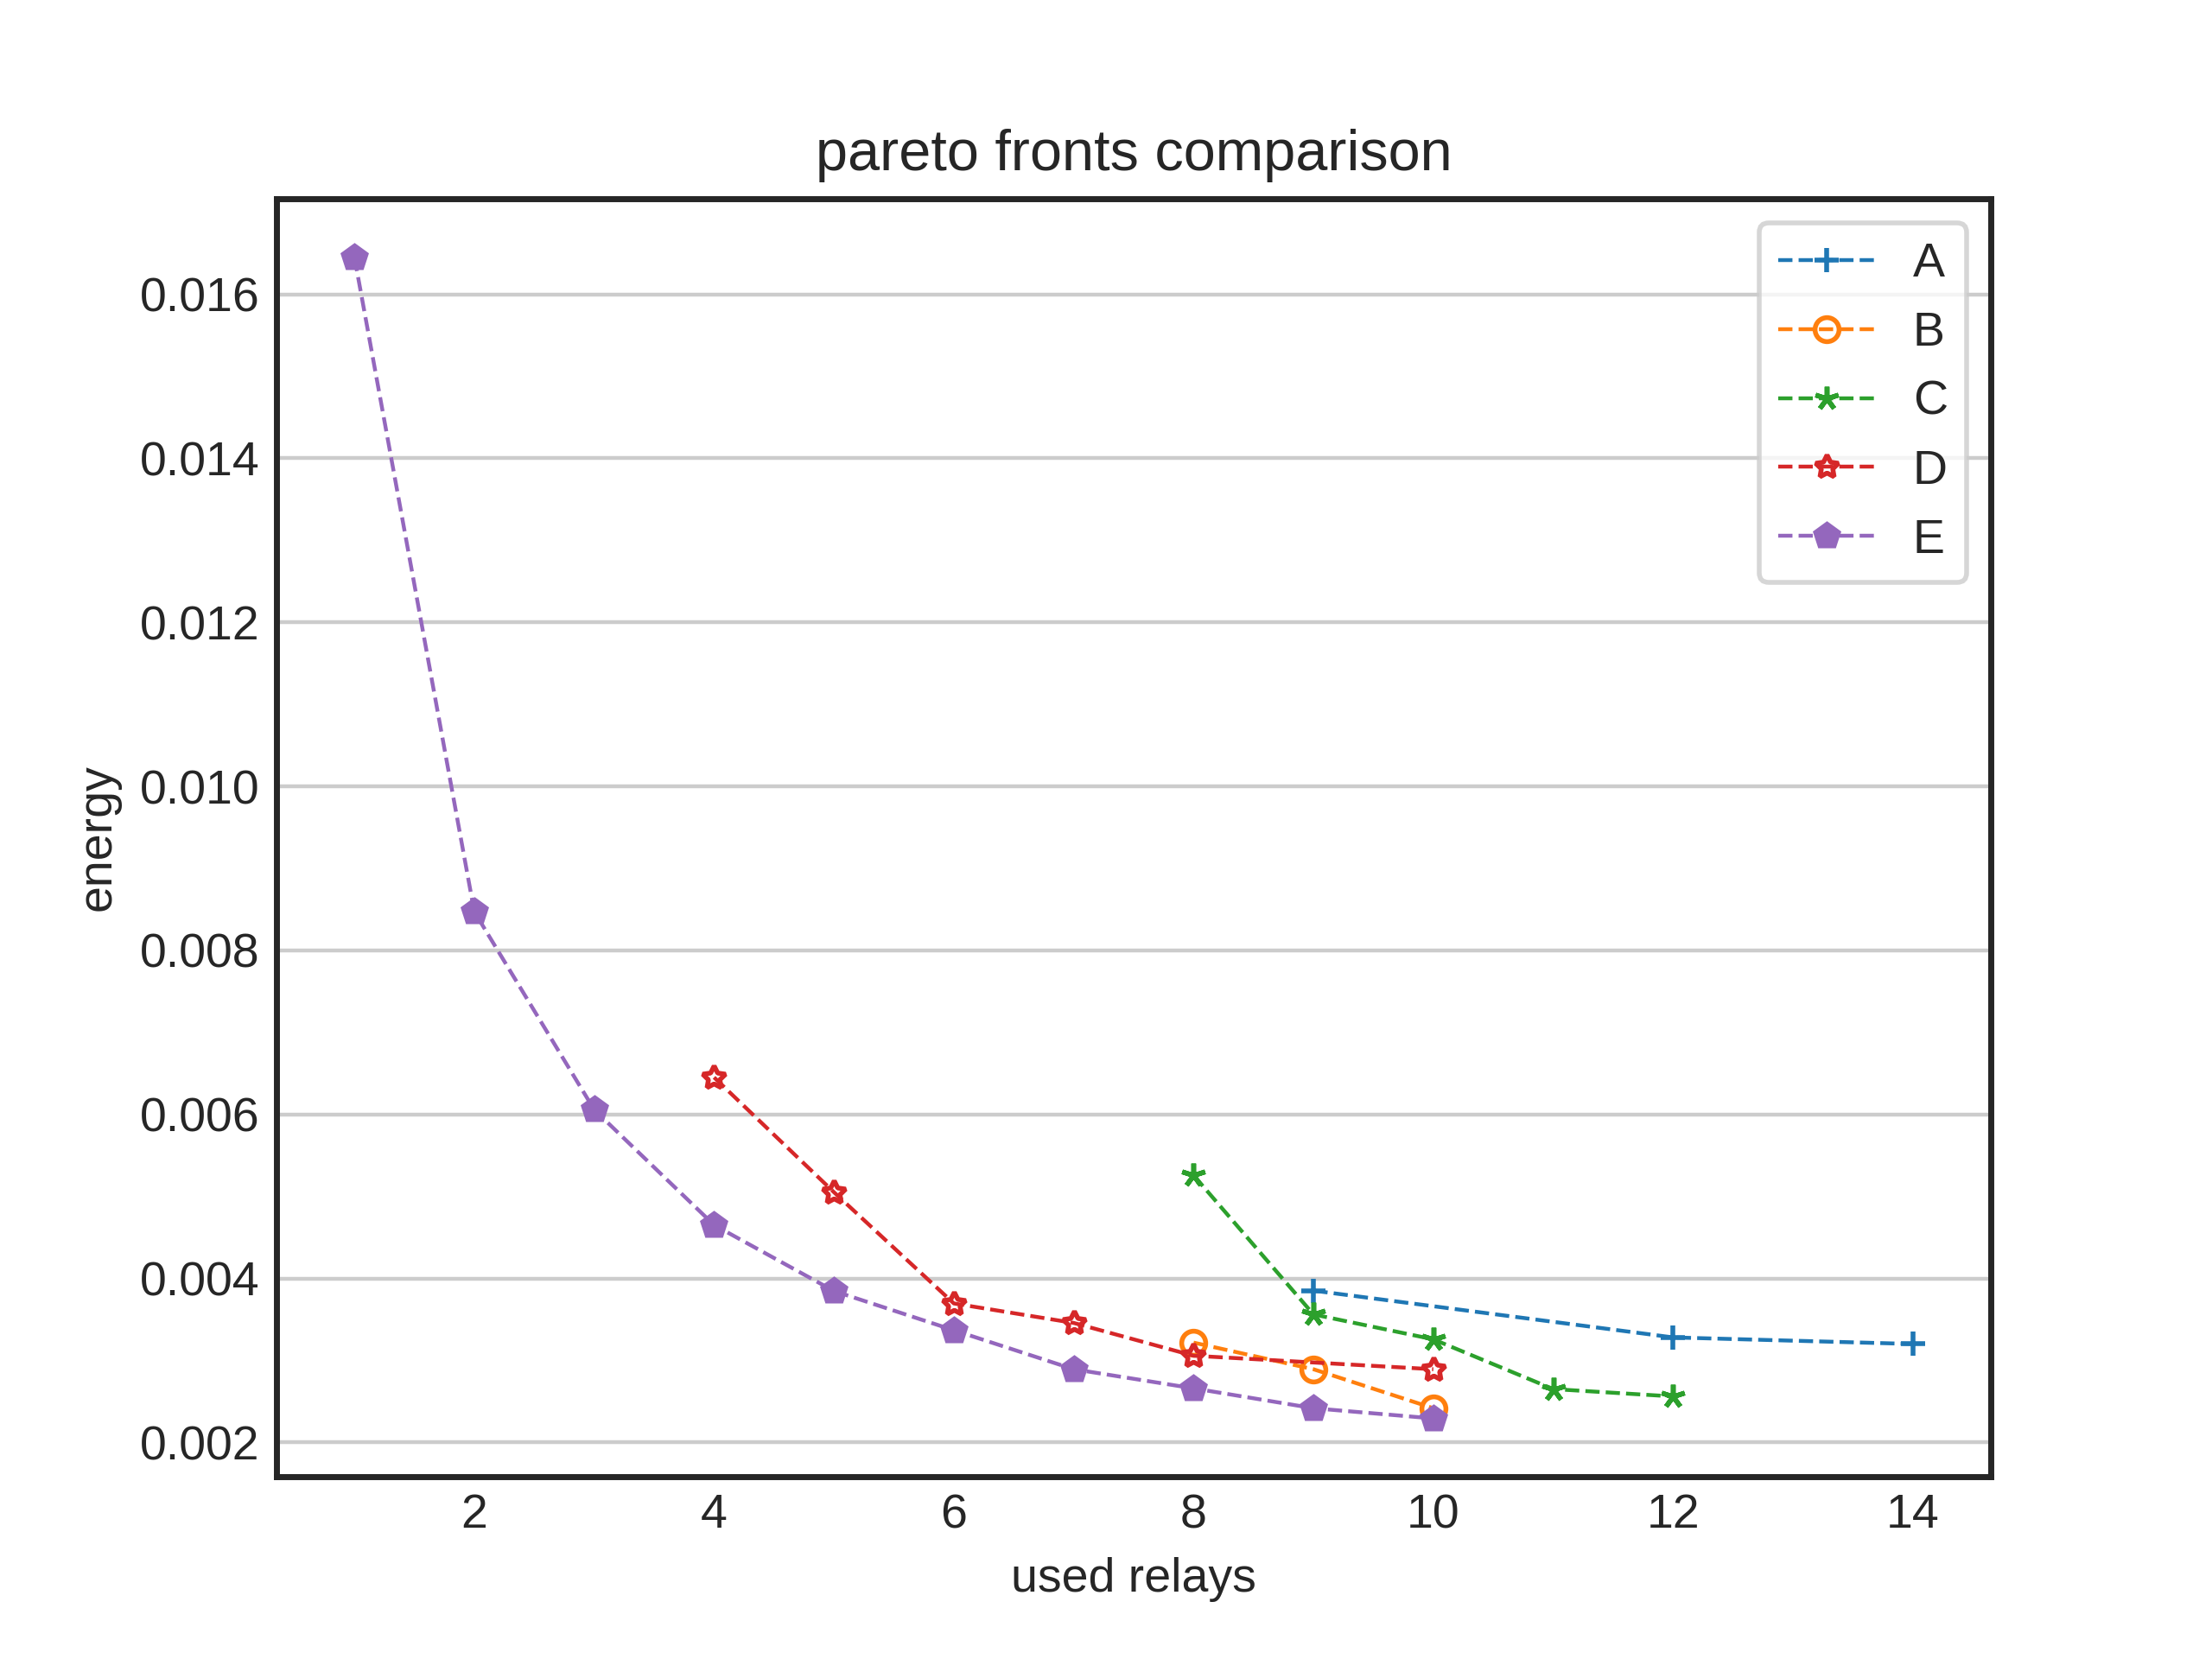 pareto fronts comparison
A
B
C
D
E
0.016
0.014
0.012
0.010
0.008
0.006
0.004
0.002
energy
2 4 6 8 10 12 14
used relays